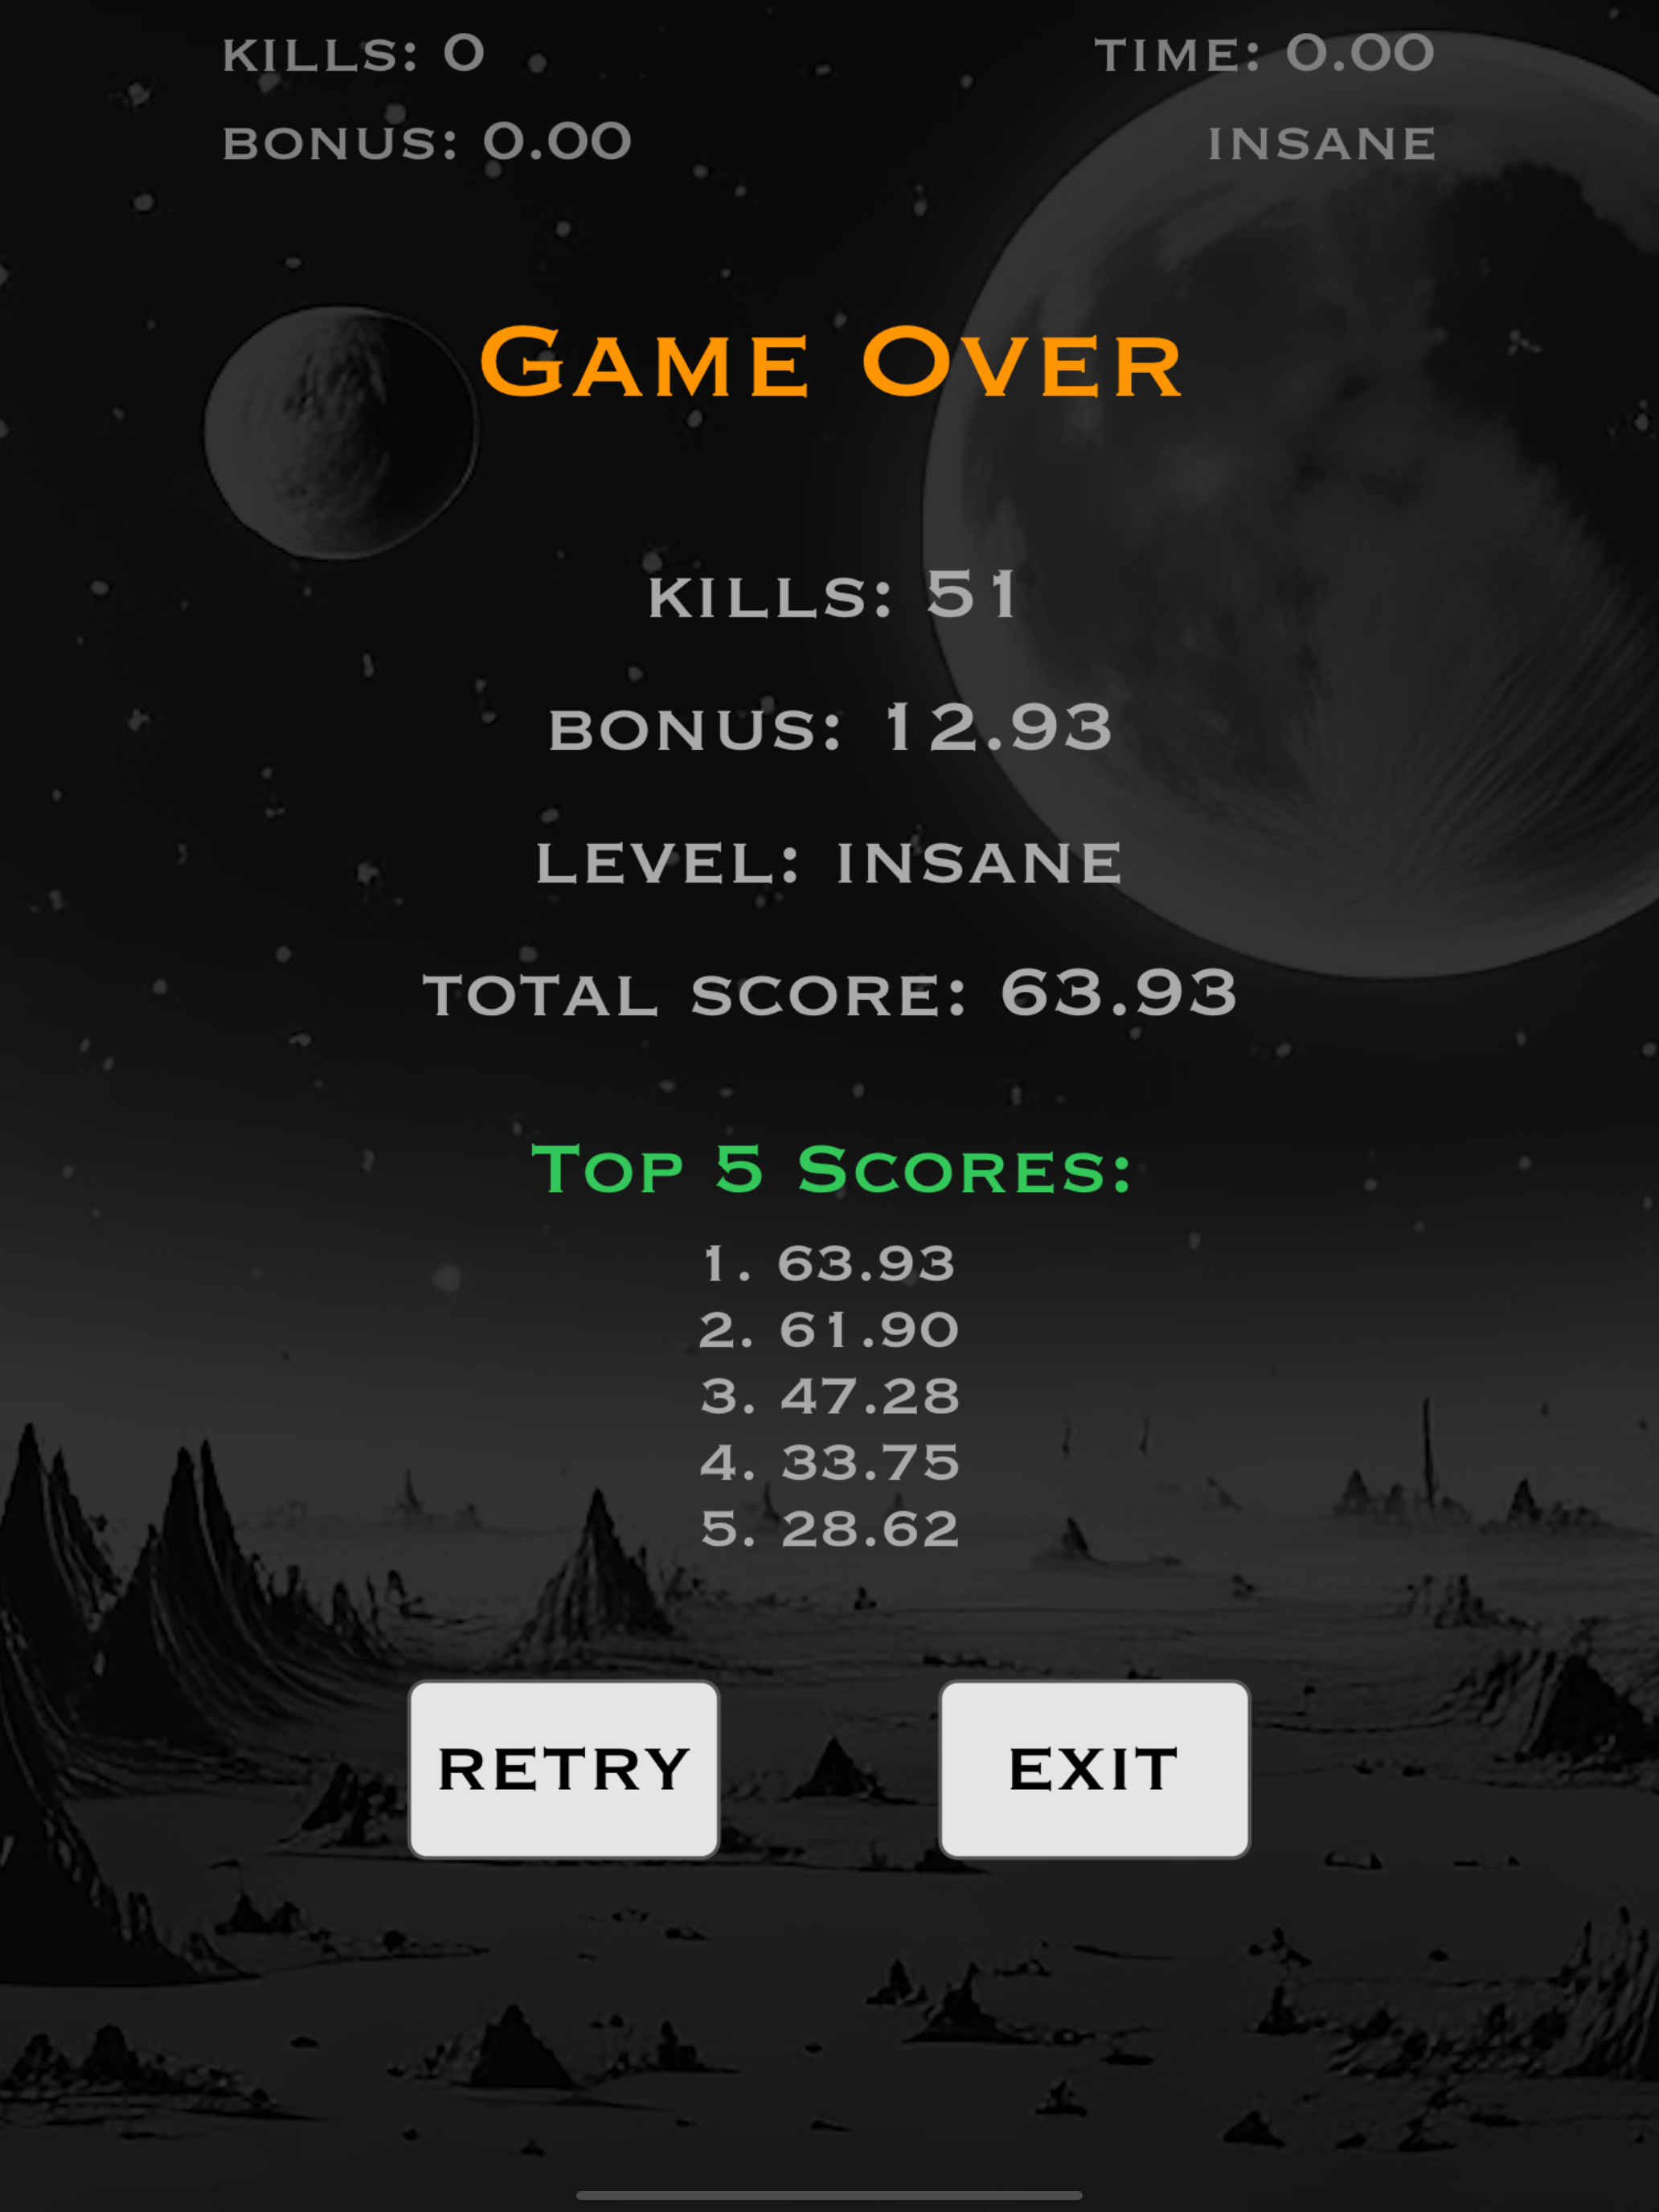 KILLS: 0
TIME: 0.00
BONUS: 0.00
INSANE
GAME OVER
KILLS: 51
BONUS: 12.93
LEVEL: INSANE
TOTAL SCORE: 63.93
TOP 5 SCORES:
1. 63.93
2. 61.90
3. 47.28
4. 33.75
5. 28.62
RETRY
EXIT